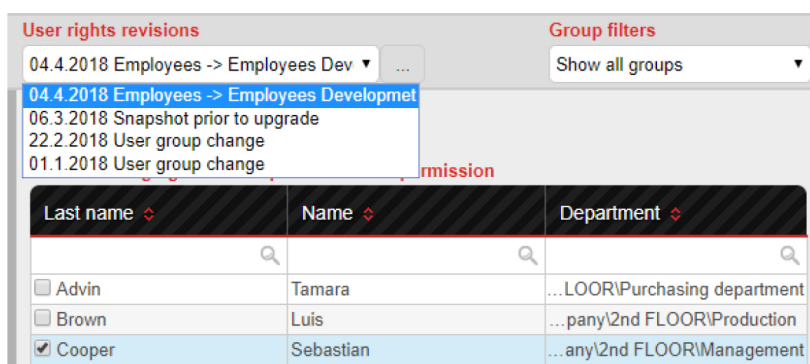 User rights revisions Group filters
04.4.2018 Employees -> Employees Dev ... Show all groups
04.4.2018 Employees -> Employees Developmet
06.3.2018 Snapshot prior to upgrade
22.2.2018 User group change
01.1.2018 User group change
rmission
Last name Name Department
Advin Tamara ...LOOR\Purchasing department
Brown Luis ...pany\2nd FLOOR\Production
Cooper Sebastian ...any\2nd FLOOR\Management